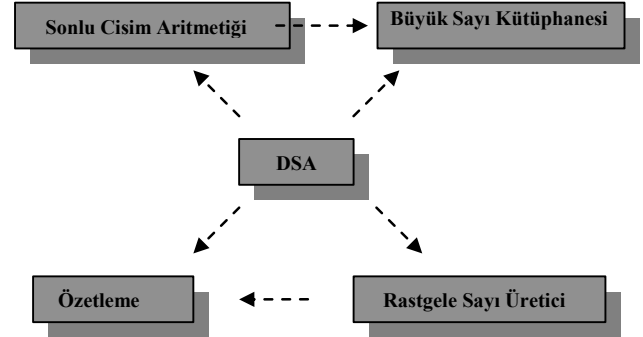 Sonlu Cisim Aritmetiği
Büyük Sayı Kütüphanesi
DSA
Özetleme
Rastgele Sayı Üretici